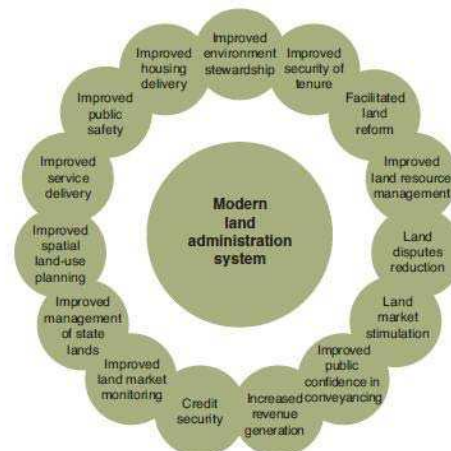 Modern
land
administration
system
Improved
environment
stewardship
Improved
security of
tenure
Facilitated
land
reform
Improved
land resource
management
Land
disputes
reduction
Land
market
stimulation
Improved
public
confidence in
conveyancing
Increased
revenue
generation
Credit
security
Improved
land market
monitoring
Improved
management
of state
lands
Improved
spatial
land-use
planning
Improved
service
delivery
Improved
public
safety
Improved
housing
delivery